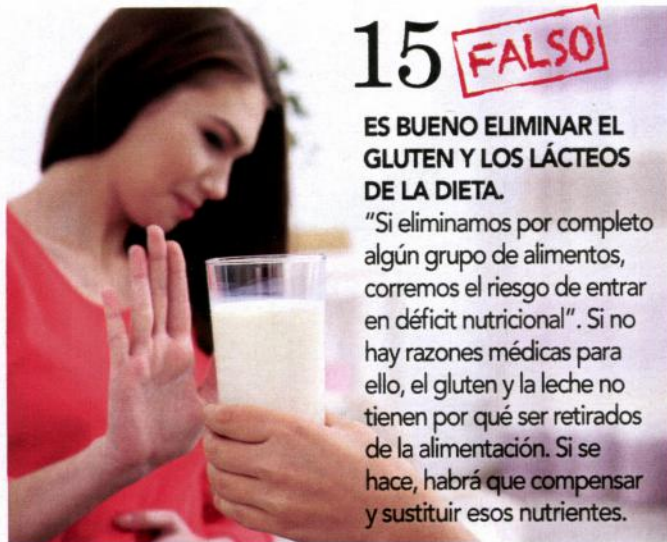 15 FALSO
ES BUENO ELIMINAR EL
GLUTEN Y LOS LÁCTEOS
DE LA DIETA.
"Si eliminamos por completo
algún grupo de alimentos,
corremos el riesgo de entrar
en déficit nutricional". Si no
hay razones médicas para
ello, el gluten y la leche no
tienen por qué ser retirados
de la alimentación. Si se
hace, habrá que compensar
y sustituir esos nutrientes.